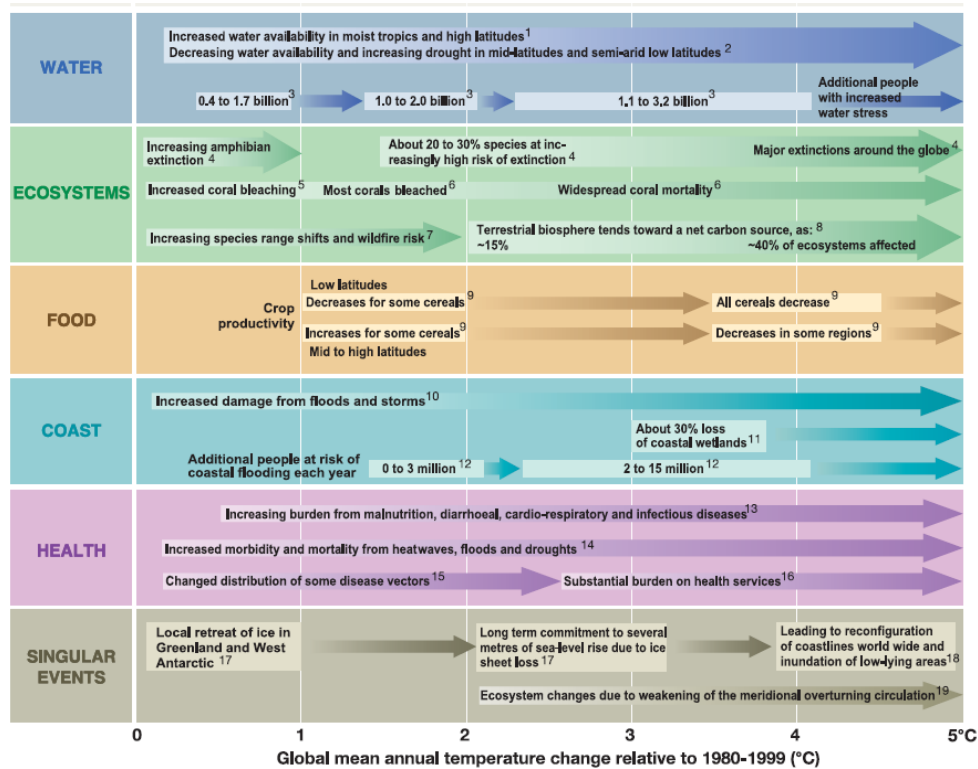 WATER
Increased water availability in moist tropics and high latitudes 1
Decreasing water availability and increasing drought in mid-latitudes and semi-arid low latitudes 2
0.4 to 1.7 billion 3
1.0 to 2.0 billion 3
1.1 to 3.2 billion 3
Additional people
with increased
water stress
ECOSYSTEMS
Increasing amphibian
extinction 4
About 20 to 30% species at inc-
reasingly high risk of extinction 4
Major extinctions around the globe 4
Increased coral bleaching 5
Most corals bleached 6
Widespread coral mortality 6
Increasing species range shifts and wildfire risk 7
Terrestrial biosphere tends toward a net carbon source, as: 8
~15%
~40% of ecosystems affected
FOOD
Crop
productivity
Low latitudes
Decreases for some cereals 9
All cereals decrease 9
Increases for some cereals 9
Decreases in some regions 9
Mid to high latitudes
COAST
Increased damage from floods and storms 10
About 30% loss
of coastal wetlands 11
Additional people at risk of
coastal flooding each year
0 to 3 million 12
2 to 15 million 12
HEALTH
Increasing burden from malnutrition, diarrhoeal, cardio-respiratory and infectious diseases 13
Increased morbidity and mortality from heatwaves, floods and droughts 14
Changed distribution of some disease vectors 15
Substantial burden on health services 16
SINGULAR
EVENTS
Local retreat of ice in
Greenland and West
Antarctic 17
Long term commitment to several
metres of sea-level rise due to ice
sheet loss 17
Leading to reconfiguration
of coastlines world wide and
inundation of low-lying areas 18
Ecosystem changes due to weakening of the meridional overturning circulation 19
0 1 2 3 4 5°C
Global mean annual temperature change relative to 1980-1999 (°C)